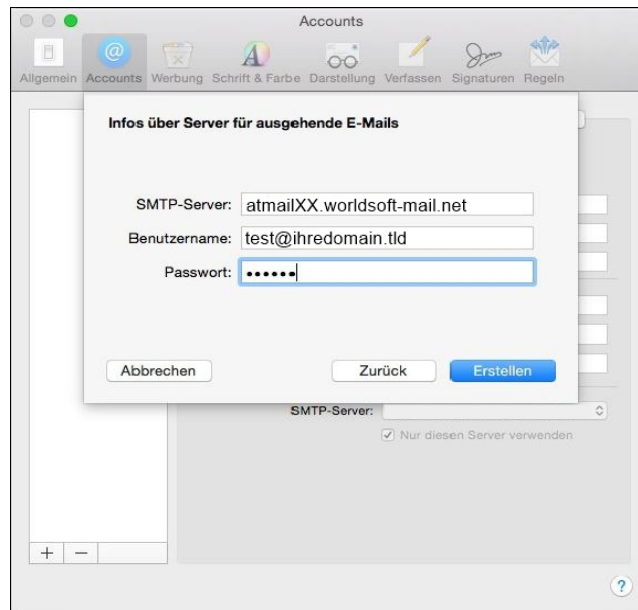 Accounts
Allgemein Accounts Werbung Schrift & Farbe Darstellung Verfassen Signaturen Regeln
Infos über Server für ausgehende E-Mails
SMTP-Server: atmailXX.worldsoft-mail.net
Benutzername: test@ihredomain.tld
Passwort: ••••••
Abbrechen Zurück Erstellen
SMTP-Server:
Nur diesen Server verwenden
+ −
?